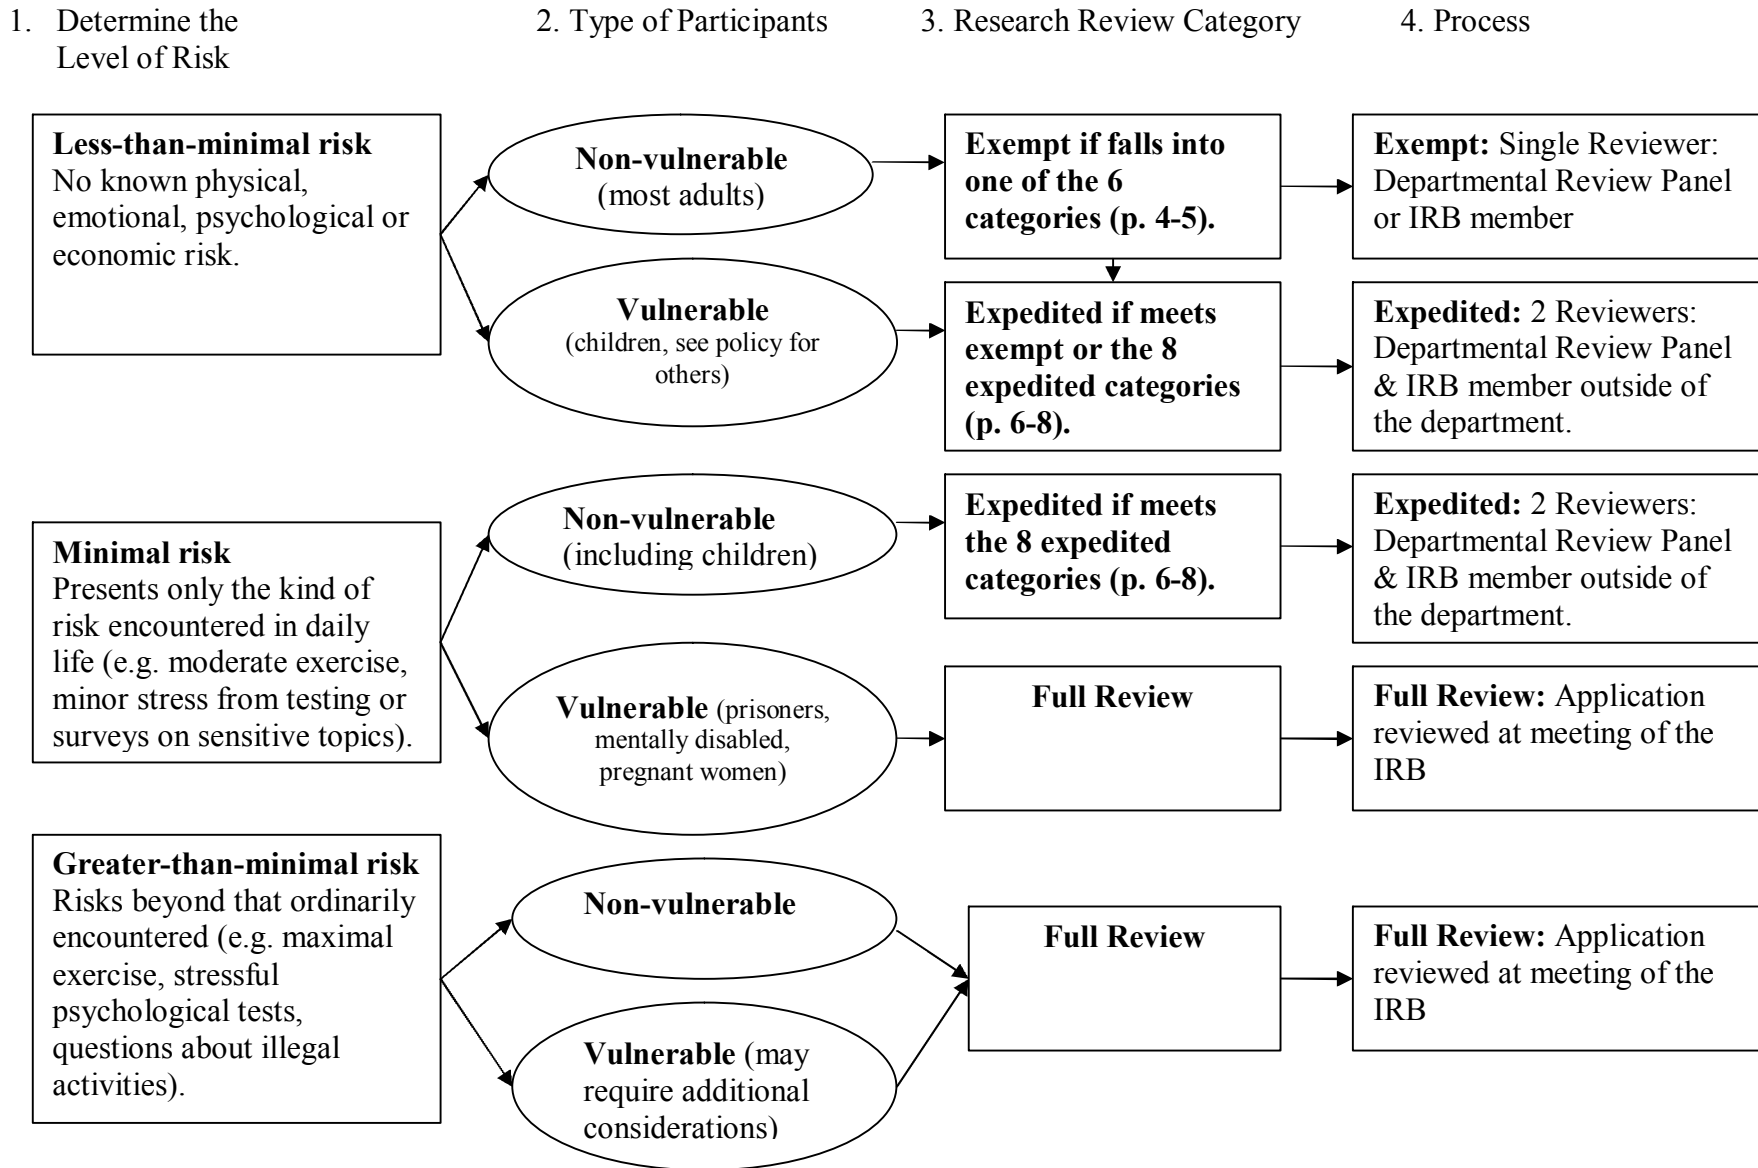 1. Determine the
Level of Risk
2. Type of Participants
3. Research Review Category
4. Process
Less-than-minimal risk
No known physical,
emotional, psychological or
economic risk.
Non-vulnerable
(most adults)
Exempt if falls into
one of the 6
categories (p. 4-5).
Exempt: Single Reviewer:
Departmental Review Panel
or IRB member
Vulnerable
(children, see policy for
others)
Expedited if meets
exempt or the 8
expedited categories
(p. 6-8).
Expedited: 2 Reviewers:
Departmental Review Panel
& IRB member outside of
the department.
Minimal risk
Presents only the kind of
risk encountered in daily
life (e.g. moderate exercise,
minor stress from testing or
surveys on sensitive topics).
Non-vulnerable
(including children)
Expedited if meets
the 8 expedited
categories (p. 6-8).
Expedited: 2 Reviewers:
Departmental Review Panel
& IRB member outside of
the department.
Vulnerable (prisoners,
mentally disabled,
pregnant women)
Full Review
Full Review: Application
reviewed at meeting of the
IRB
Greater-than-minimal risk
Risks beyond that ordinarily
encountered (e.g. maximal
exercise, stressful
psychological tests,
questions about illegal
activities).
Non-vulnerable
Vulnerable (may
require additional
considerations)
Full Review
Full Review: Application
reviewed at meeting of the
IRB